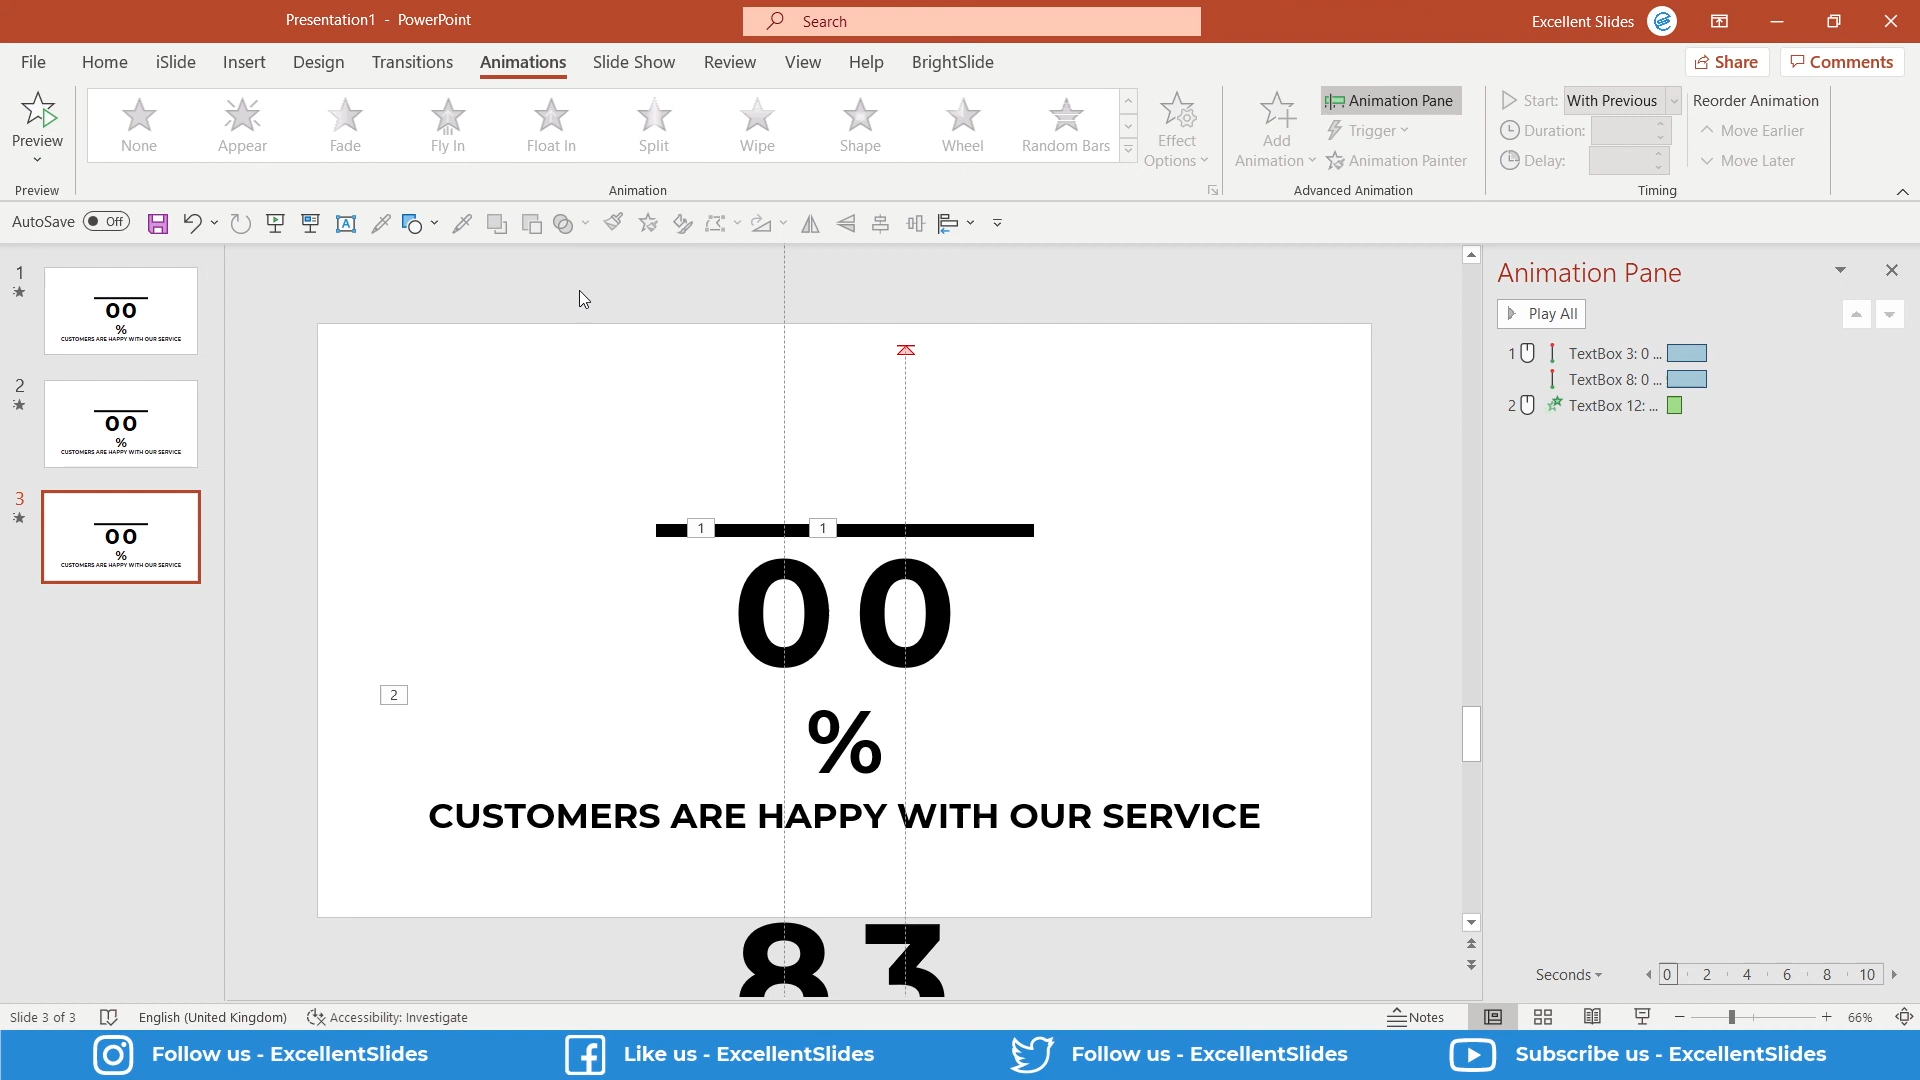 Presentation1 - PowerPoint
Search
Excellent Slides
File Home iSlide Insert Design Transitions Animations Slide Show Review View Help BrightSlide
Share Comments
Preview
None Appear Fade Fly In Float In Split Wipe Shape Wheel Random Bars
Effect Options
Add Animation
Animation Pane
Trigger
Animation Painter
Start: With Previous
Duration:
Delay:
Reorder Animation
Move Earlier
Move Later
Preview Animation Advanced Animation Timing
AutoSave Off
A
1
00
%
CUSTOMERS ARE HAPPY WITH OUR SERVICE
2
00
%
CUSTOMERS ARE HAPPY WITH OUR SERVICE
3
00
%
CUSTOMERS ARE HAPPY WITH OUR SERVICE
1 1
0 0
2
%
CUSTOMERS ARE HAPPY WITH OUR SERVICE
8 3
Animation Pane
Play All
1 TextBox 3: 0 ...
TextBox 8: 0 ...
2 TextBox 12: ...
Seconds 0 2 4 6 8 10
Slide 3 of 3 English (United Kingdom) Accessibility: Investigate Notes 66%
Follow us - ExcellentSlides Like us - ExcellentSlides Follow us - ExcellentSlides Subscribe us - ExcellentSlides